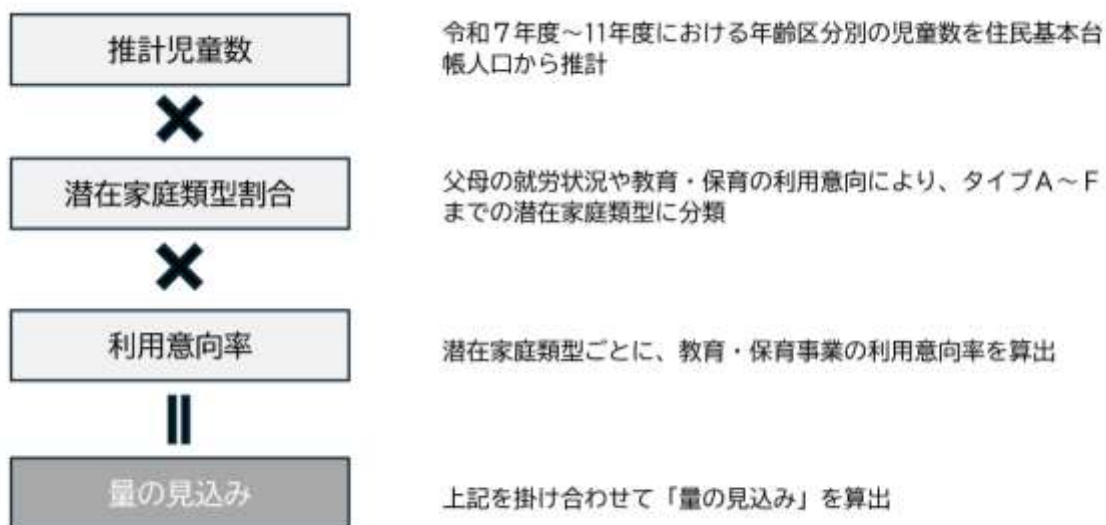 推計児童数
令和７年度～11年度における年齢区分別の児童数を住民基本台
帳人口から推計
×
潜在家庭類型割合
父母の就労状況や教育・保育の利用意向により、タイプＡ～Ｆ
までの潜在家庭類型に分類
×
利用意向率
潜在家庭類型ごとに、教育・保育事業の利用意向率を算出
||
量の見込み
上記を掛け合わせて「量の見込み」を算出